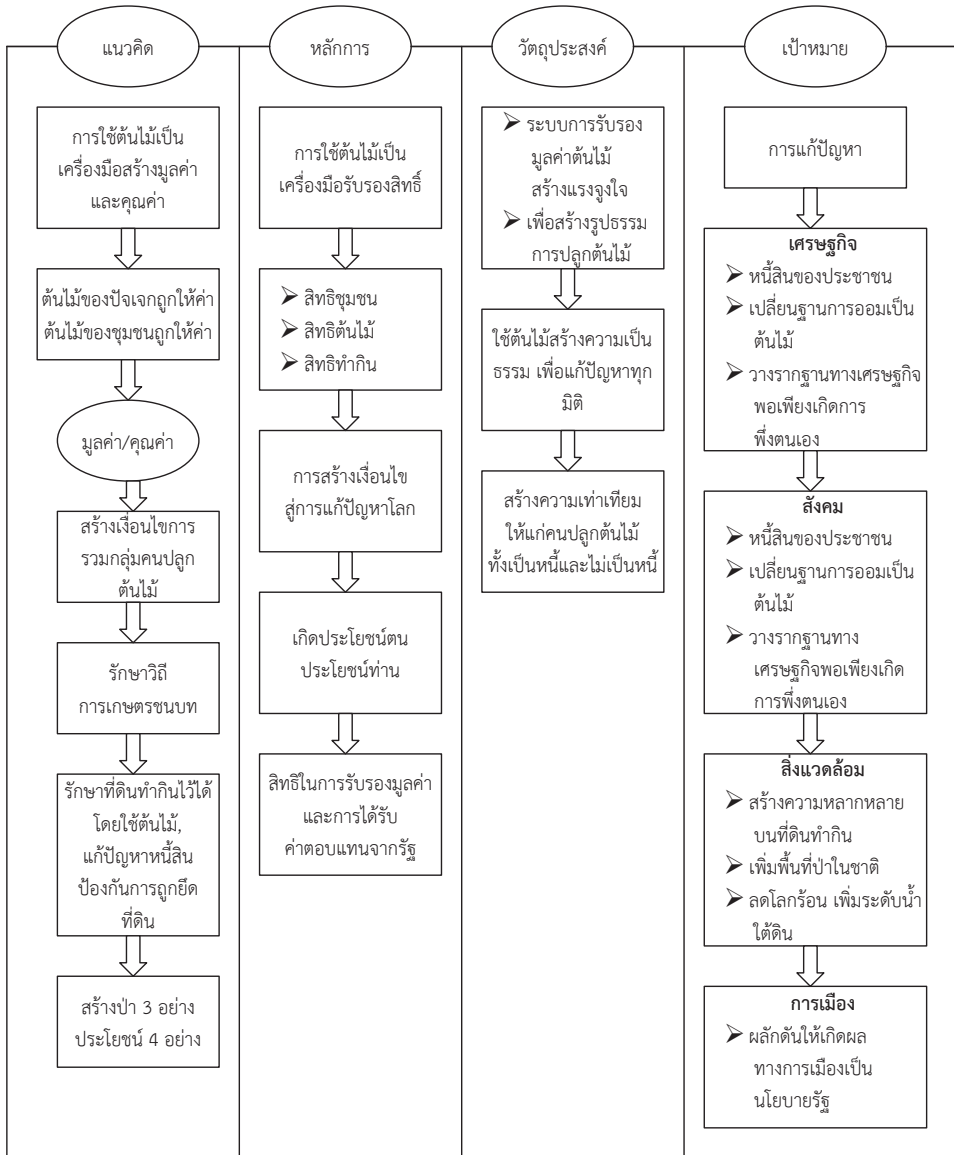 แนวคิด
การใช้ต้นไม้เป็น
เครื่องมือสร้างมูลค่า
และคุณค่า
ต้นไม้ของปัจเจกถูกให้ค่า
ต้นไม้ของชุมชนถูกให้ค่า
มูลค่า/คุณค่า
สร้างเงื่อนไขการ
รวมกลุ่มคนปลูก
ต้นไม้
รักษาวิถี
การเกษตรชนบท
รักษาที่ดินทำกินไว้ได้
โดยใช้ต้นไม้,
แก้ปัญหาหนี้สิน
ป้องกันการถูกยึด
ที่ดิน
สร้างป่า 3 อย่าง
ประโยชน์ 4 อย่าง
หลักการ
การใช้ต้นไม้เป็น
เครื่องมือรับรองสิทธิ์
➢ สิทธิชุมชน
➢ สิทธิต้นไม้
➢ สิทธิทำกิน
การสร้างเงื่อนไข
สู่การแก้ปัญหาโลก
เกิดประโยชน์ตน
ประโยชน์ท่าน
สิทธิในการรับรองมูลค่า
และการได้รับ
ค่าตอบแทนจากรัฐ
วัตถุประสงค์
➢ ระบบการรับรอง
มูลค่าต้นไม้
สร้างแรงจูงใจ
➢ เพื่อสร้างรูปธรรม
การปลูกต้นไม้
ใช้ต้นไม้สร้างความเป็น
ธรรม เพื่อแก้ปัญหาทุก
มิติ
สร้างความเท่าเทียม
ให้แก่คนปลูกต้นไม้
ทั้งเป็นหนี้และไม่เป็นหนี้
เป้าหมาย
การแก้ปัญหา
เศรษฐกิจ
➢ หนี้สินของประชาชน
➢ เปลี่ยนฐานการออมเป็น
ต้นไม้
➢ วางรากฐานทางเศรษฐกิจ
พอเพียงเกิดการ
พึ่งตนเอง
สังคม
➢ หนี้สินของประชาชน
➢ เปลี่ยนฐานการออมเป็น
ต้นไม้
➢ วางรากฐานทาง
เศรษฐกิจพอเพียงเกิด
การพึ่งตนเอง
สิ่งแวดล้อม
➢ สร้างความหลากหลาย
บนที่ดินทำกิน
➢ เพิ่มพื้นที่ป่าในชาติ
➢ ลดโลกร้อน เพิ่มระดับน้ำ
ใต้ดิน
การเมือง
➢ ผลักดันให้เกิดผล
ทางการเมืองเป็น
นโยบายรัฐ